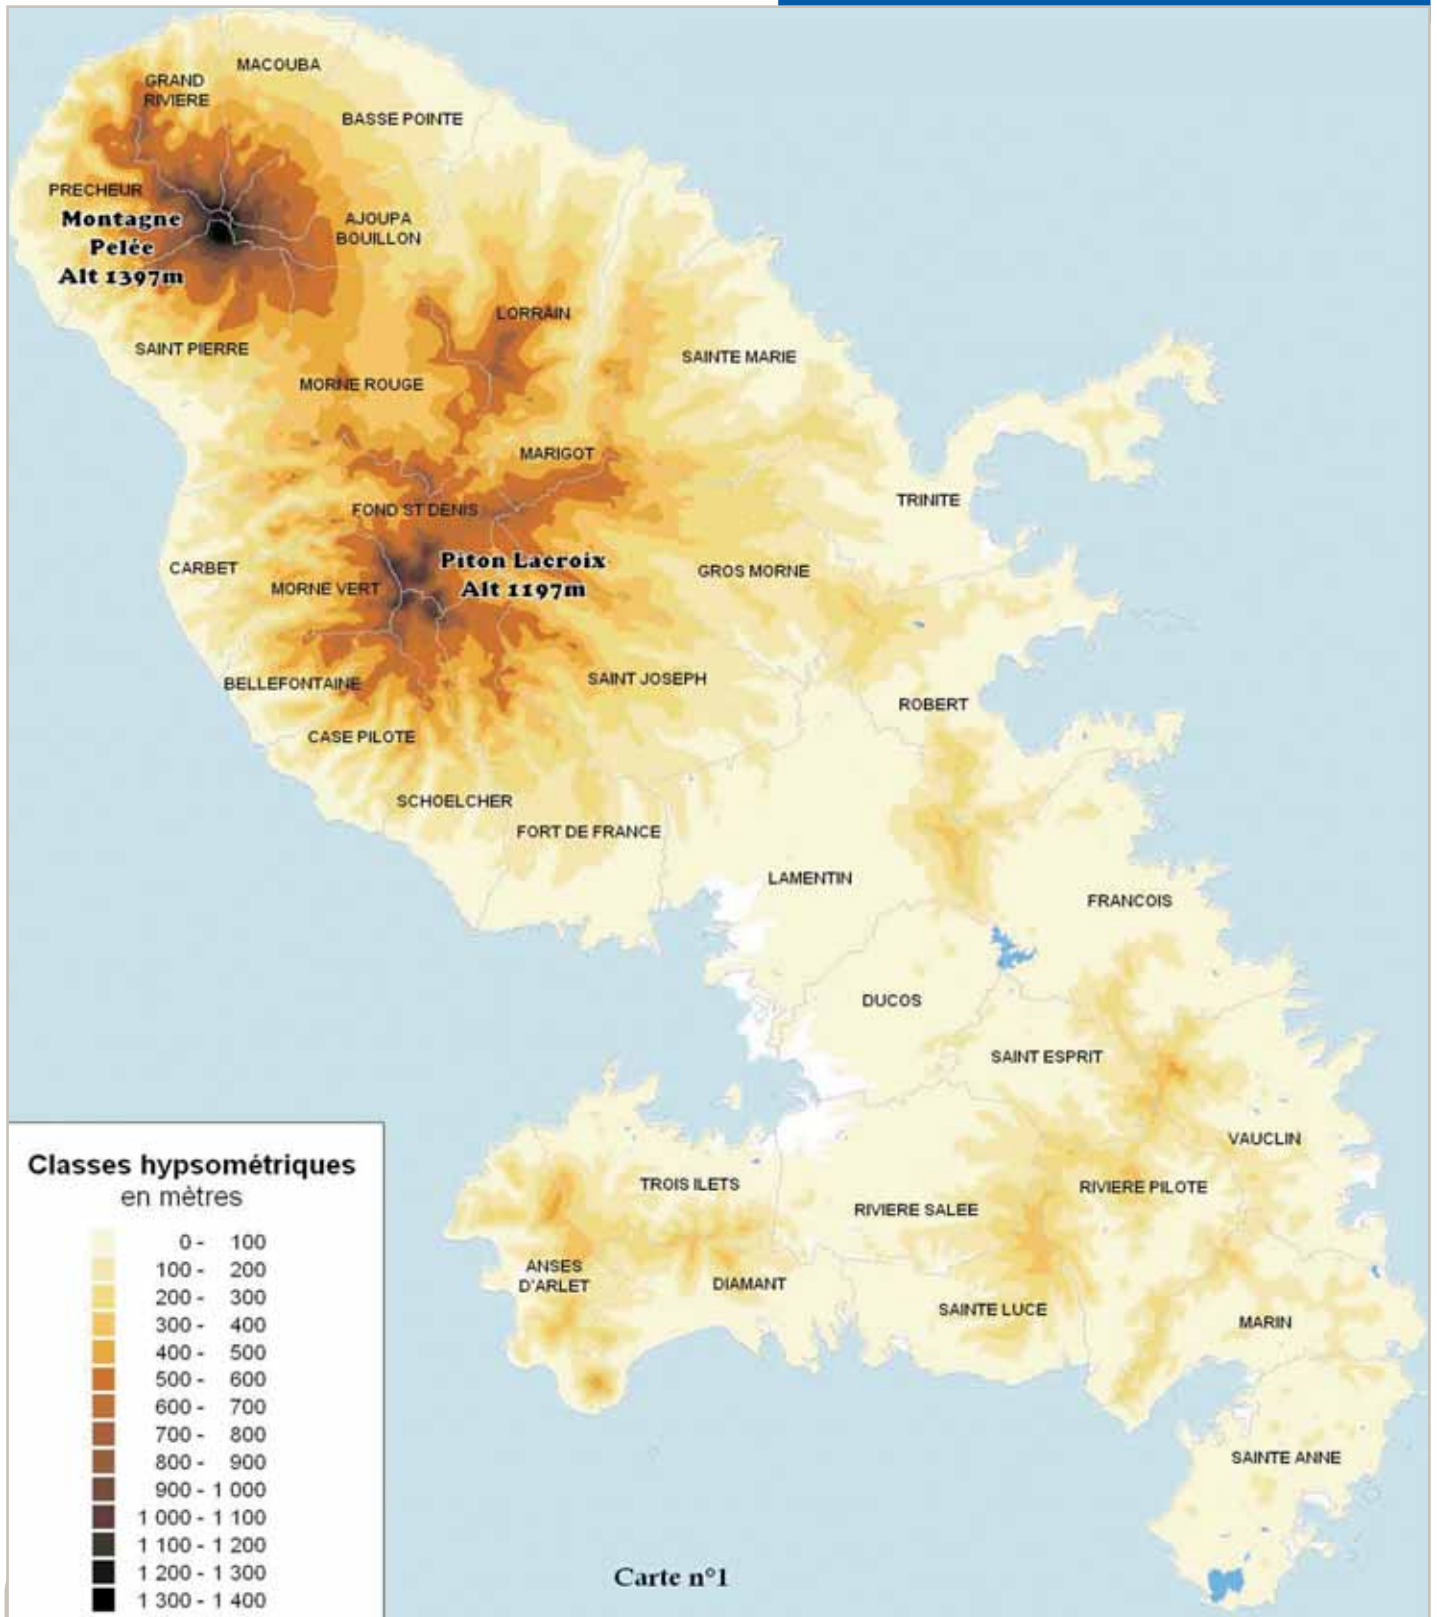 MACOUBA
GRAND
RIVIERE
BASSE POINTE
PRECHEUR
Montagne
Pelée
Alt 1397m
AJOUPA
BOUILLON
LORRAIN
SAINT PIERRE
SAINTE MARIE
MORNE ROUGE
MARIGOT
TRINITE
FOND ST DENIS
Piton Lacroix
Alt 1197m
CARBET
GROS MORNE
MORNE VERT
SAINT JOSEPH
BELLEFONTAINE
ROBERT
CASE PILOTE
SCHOELCHER
FORT DE FRANCE
LAMENTIN
FRANCOIS
DUCOS
SAINT ESPRIT
VAUCLIN
TROIS ILETS
RIVIERE PILOTE
RIVIERE SALEE
ANSES
D'ARLET
DIAMANT
SAINTE LUCE
MARIN
SAINTE ANNE
Classes hypsométriques
en mètres
0 - 100
100 - 200
200 - 300
300 - 400
400 - 500
500 - 600
600 - 700
700 - 800
800 - 900
900 - 1 000
1 000 - 1 100
1 100 - 1 200
1 200 - 1 300
1 300 - 1 400
Carte n°1